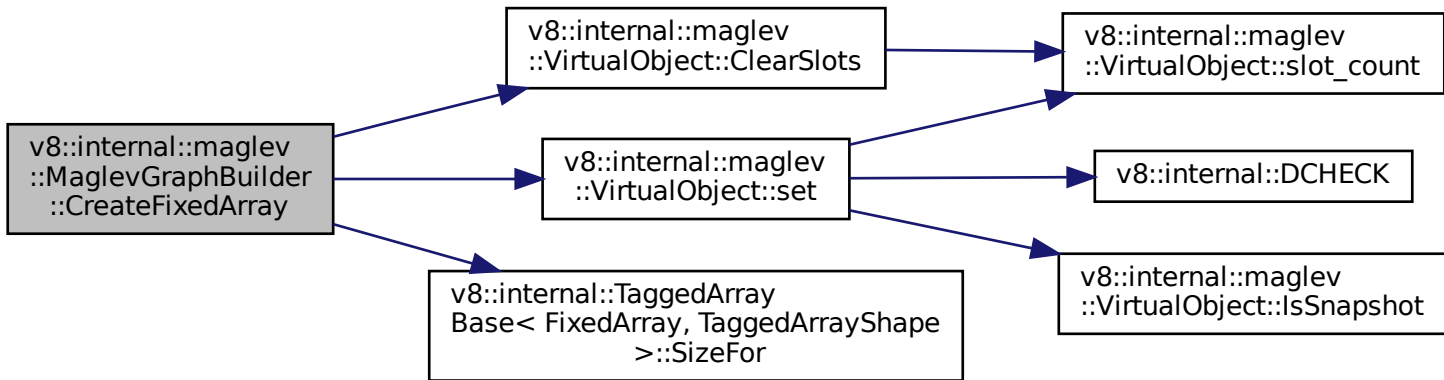 v8::internal::maglev
::MaglevGraphBuilder
::CreateFixedArray
v8::internal::maglev
::VirtualObject::ClearSlots
v8::internal::maglev
::VirtualObject::set
v8::internal::TaggedArray
Base< FixedArray, TaggedArrayShape
>::SizeFor
v8::internal::maglev
::VirtualObject::slot_count
v8::internal::DCHECK
v8::internal::maglev
::VirtualObject::IsSnapshot